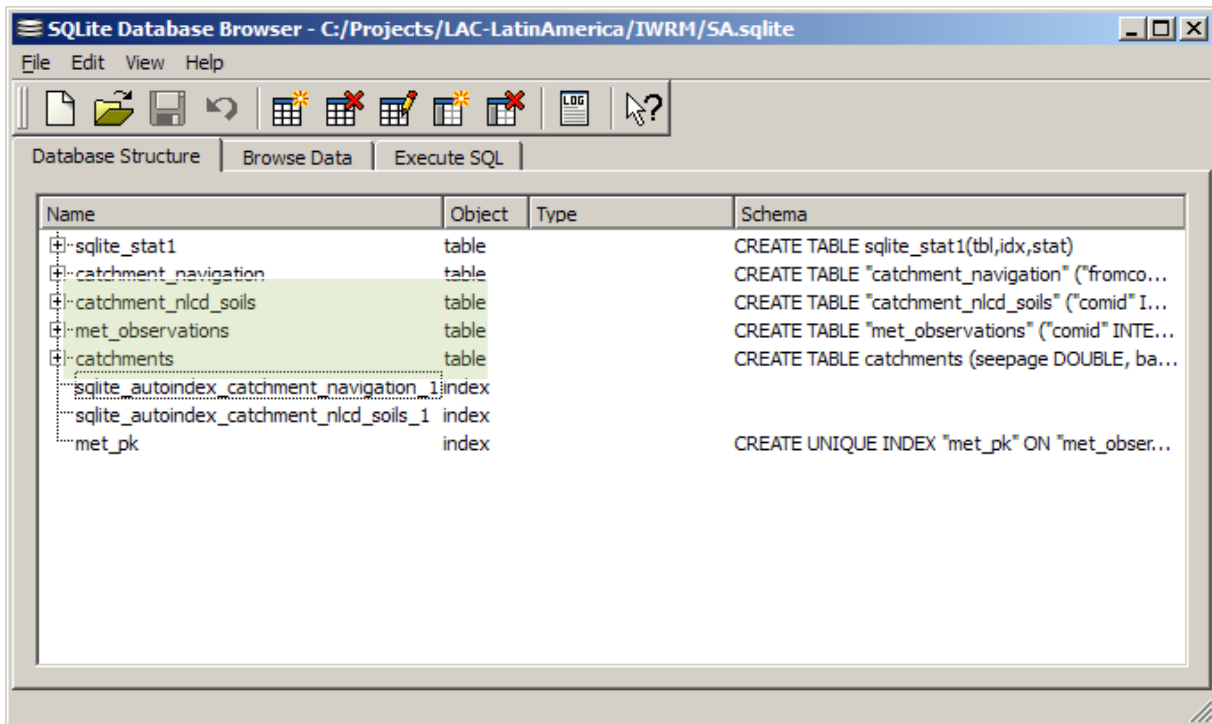 SQLite Database Browser - C:/Projects/LAC-LatinAmerica/IWRM/SA.sqlite
File Edit View Help
LOG ?
Database Structure Browse Data Execute SQL
Name Object Type Schema
sqlite_stat1 table CREATE TABLE sqlite_stat1(tbl,idx,stat)
catchment_navigation table CREATE TABLE "catchment_navigation" ("fromco...
catchment_nlcd_soils table CREATE TABLE "catchment_nlcd_soils" ("comid" I...
met_observations table CREATE TABLE "met_observations" ("comid" INTE...
catchments table CREATE TABLE catchments (seepage DOUBLE, ba...
sqlite_autoindex_catchment_navigation_1 index
sqlite_autoindex_catchment_nlcd_soils_1 index
met_pk index CREATE UNIQUE INDEX "met_pk" ON "met_obser...